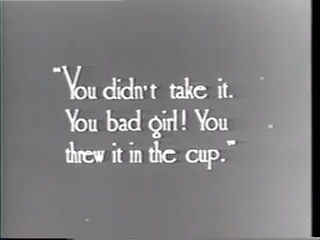 "You didn't take it.
You bad girl! You
threw it in the cup."